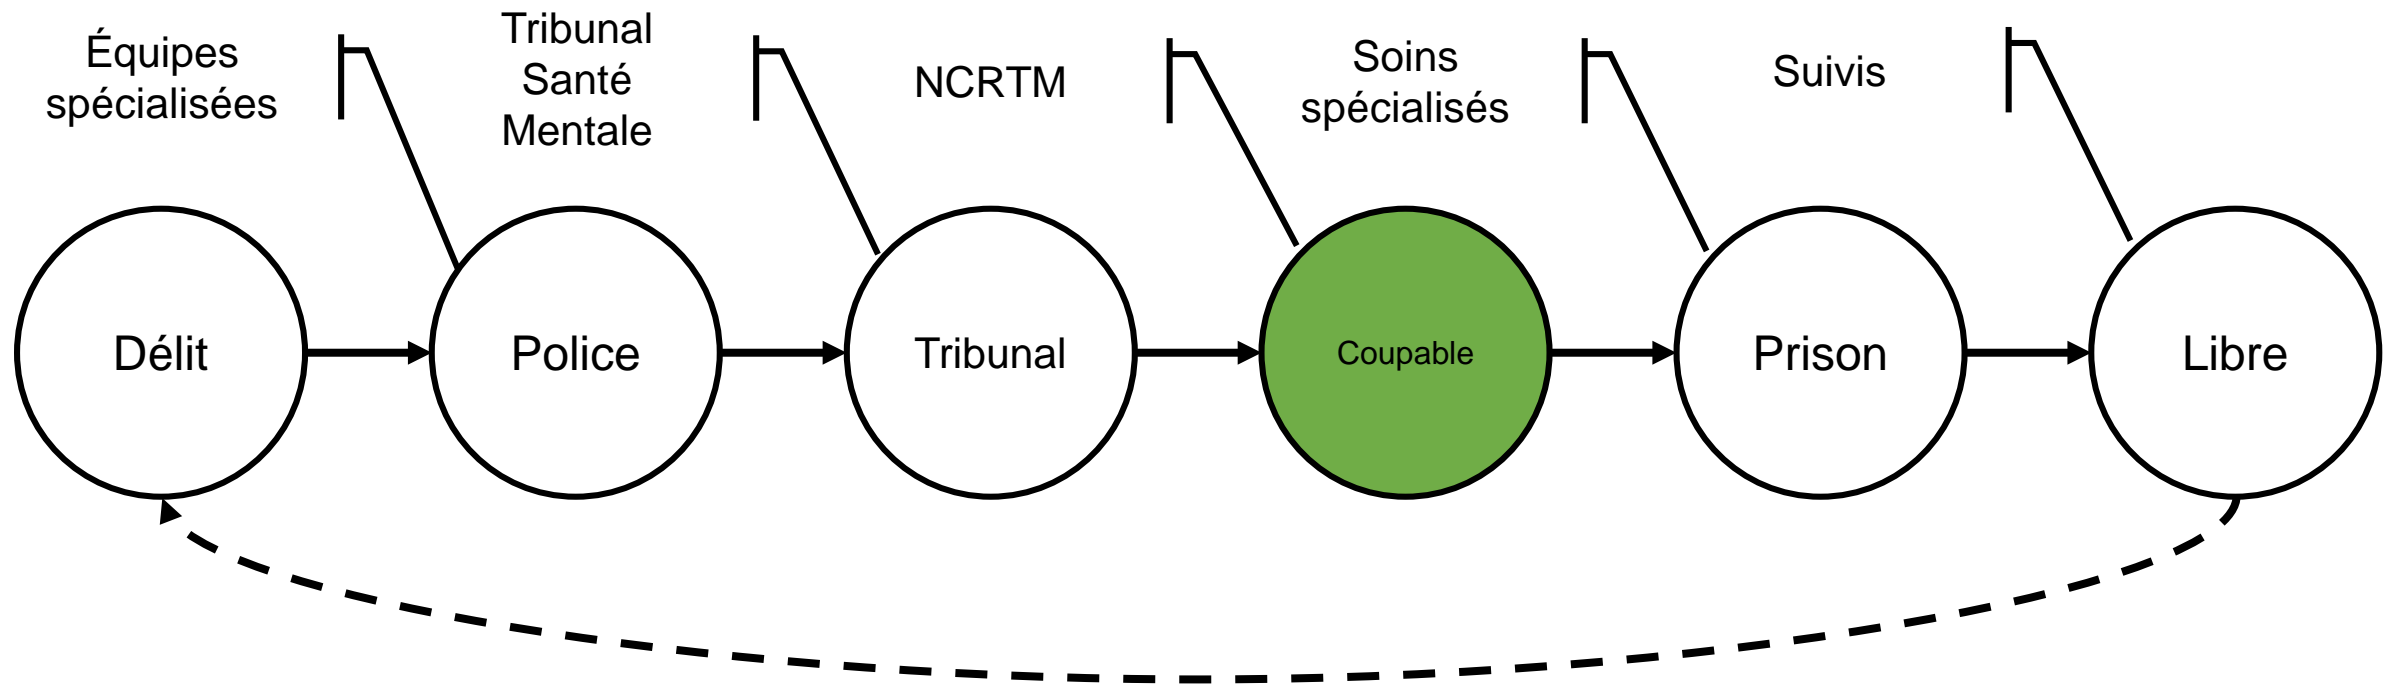 Équipes
spécialisées
Tribunal
Santé
Mentale
NCRTM
Soins
spécialisés
Suivis
Délit
Police
Tribunal
Coupable
Prison
Libre